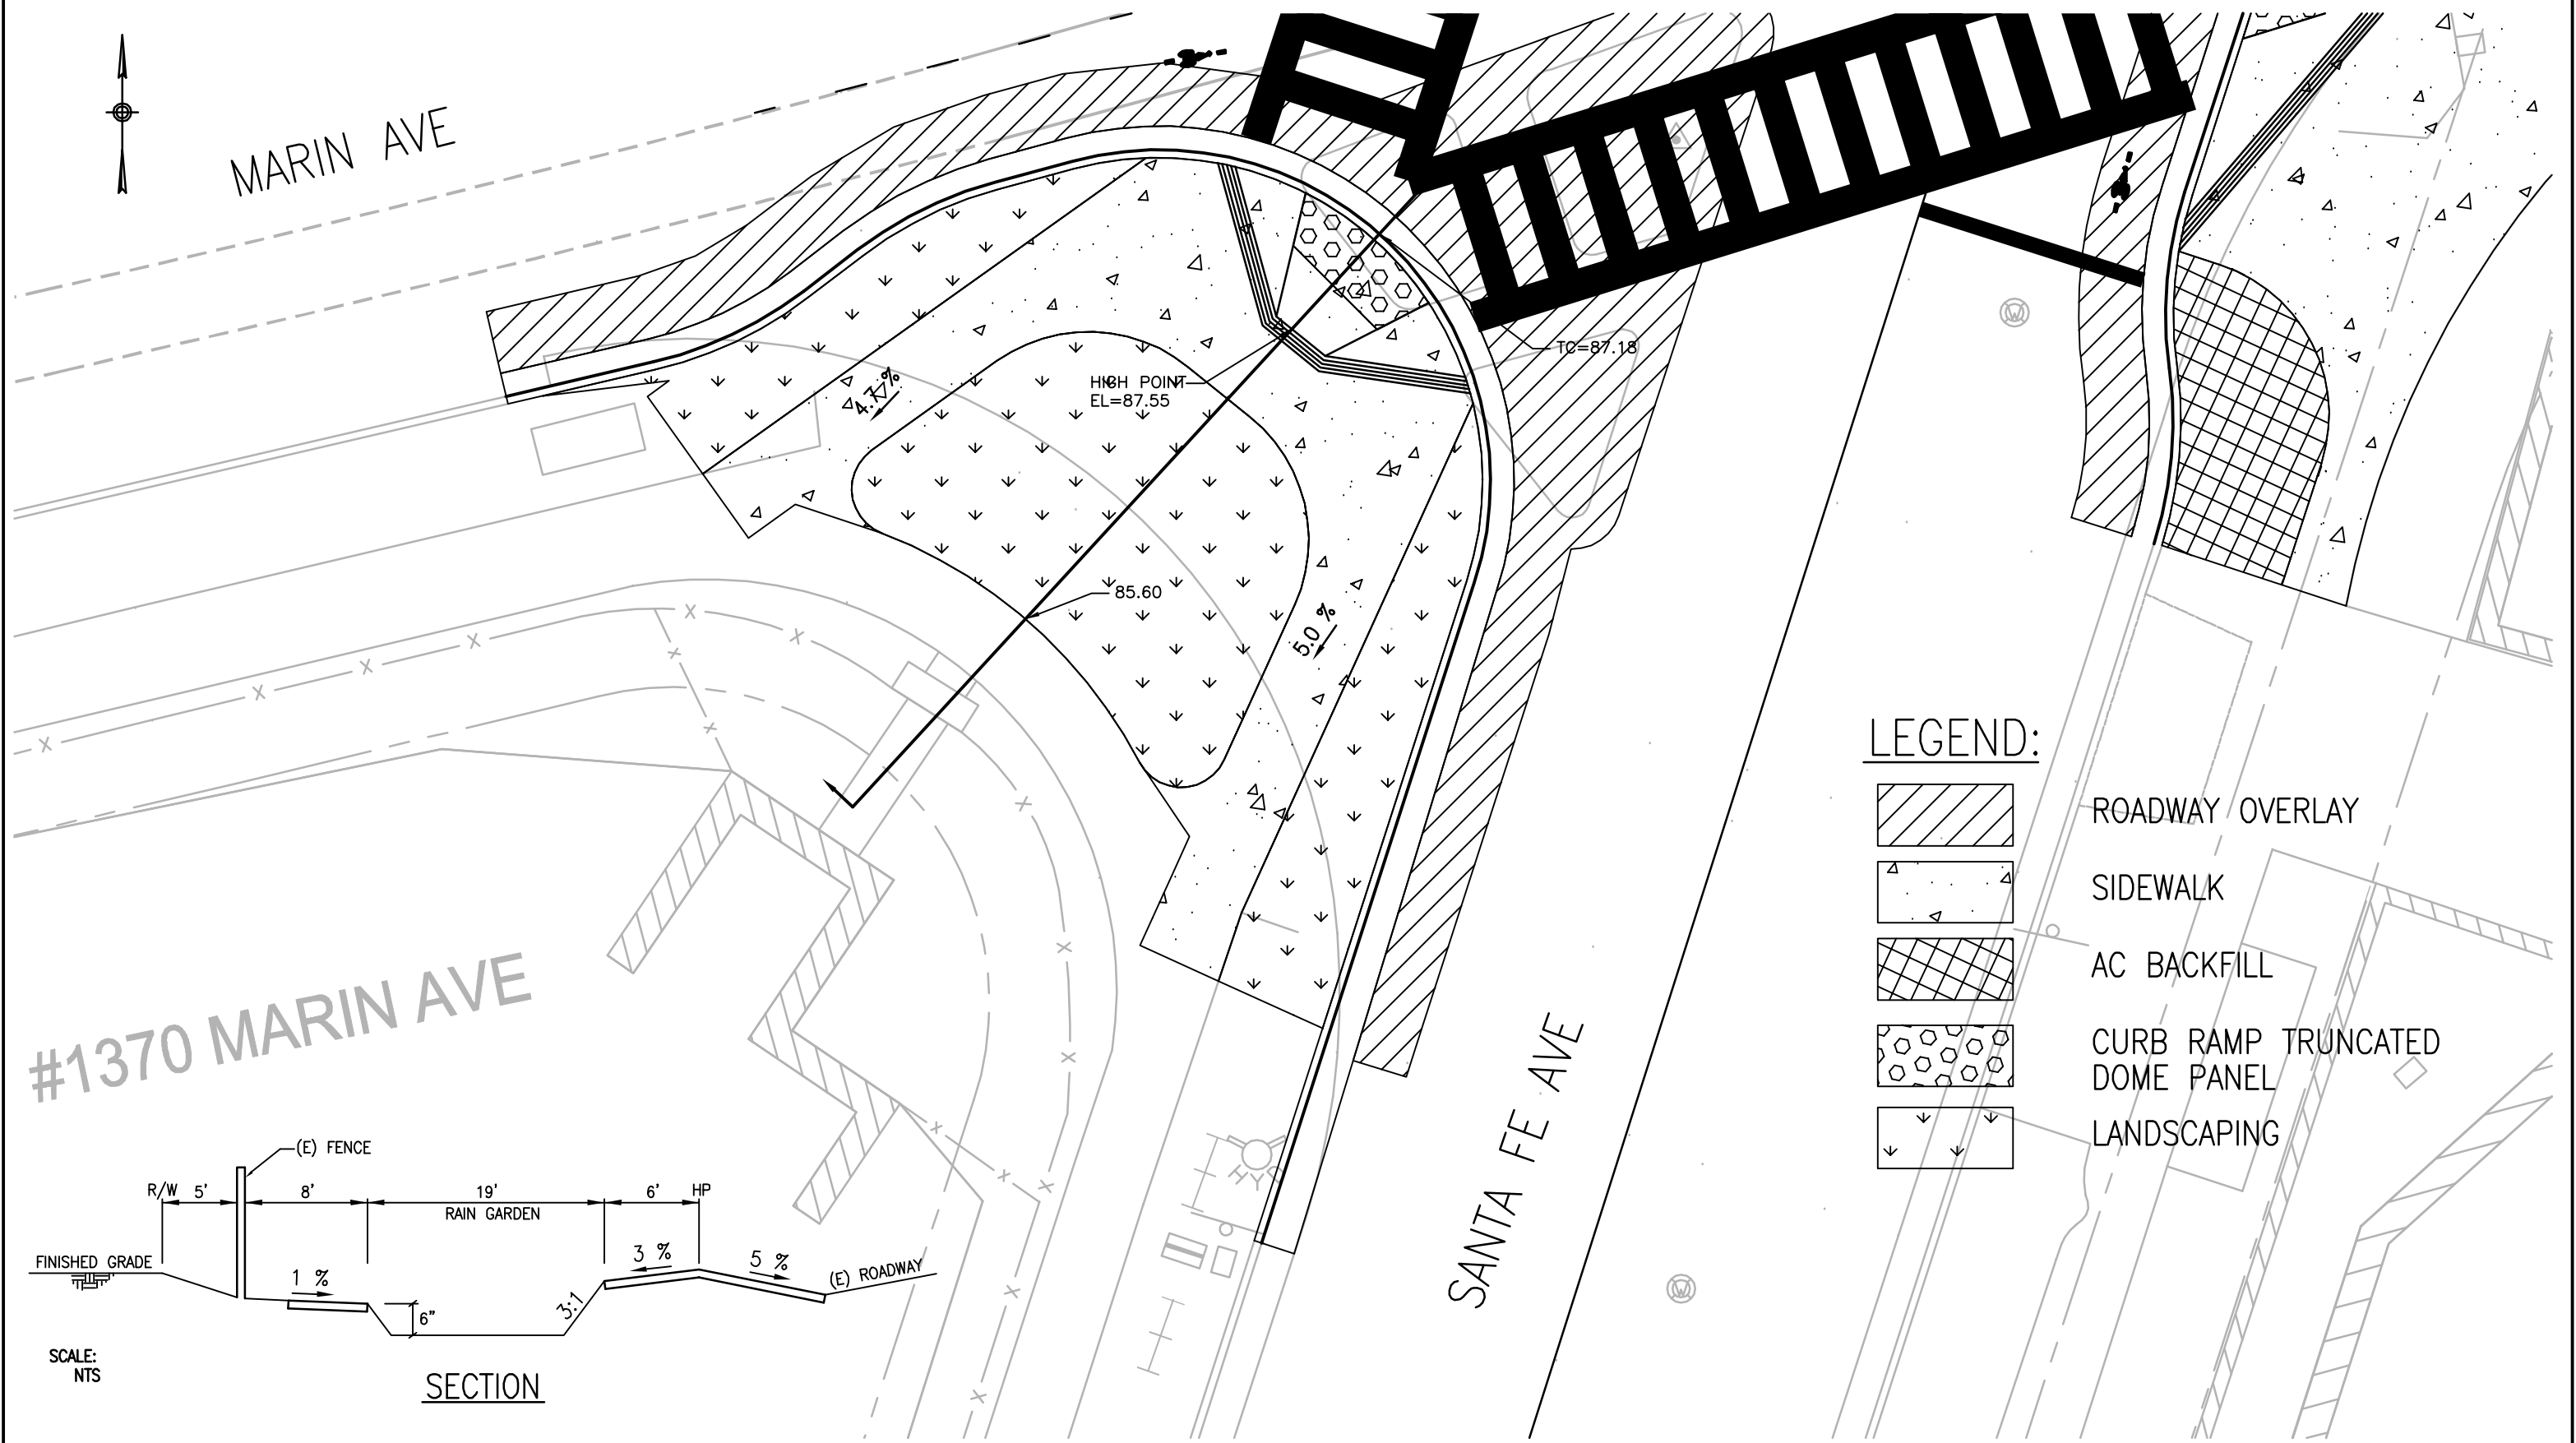 MARIN AVE
TC=87.18
HIGH POINT
EL=87.55
4.7 %
85.60
5.0 %
SANTA FE AVE
#1370 MARIN AVE
HYD
W
W
LEGEND:
ROADWAY OVERLAY
SIDEWALK
AC BACKFILL
CURB RAMP TRUNCATED
DOME PANEL
LANDSCAPING
(E) FENCE
R/W 5' 8' 19' 6' HP
RAIN GARDEN
FINISHED GRADE
1 %
6"
3:1
3 %
5 %
(E) ROADWAY
SCALE:
NTS
SECTION